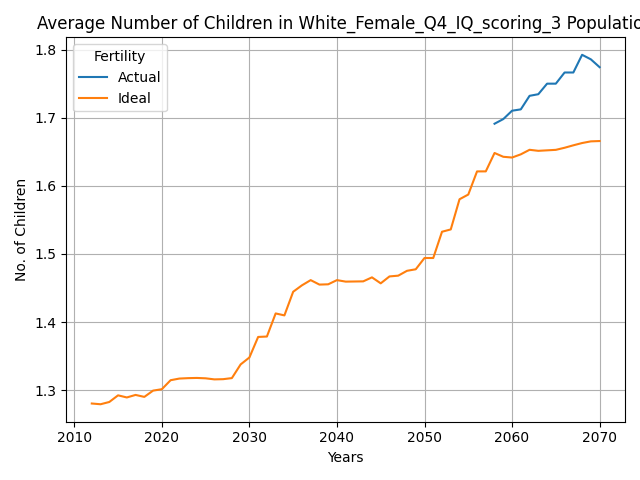 Average Number of Children in White_Female_Q4_IQ_scoring_3 Populatio
Fertility
Actual
Ideal
No. of Children
1.8
1.7
1.6
1.5
1.4
1.3
2010 2020 2030 2040 2050 2060 2070
Years